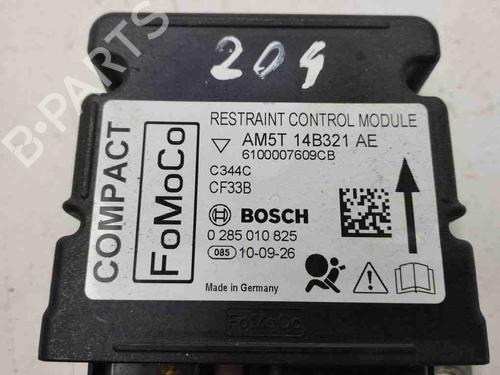 204
COMPACT
FoMoCo
RESTRAINT CONTROL MODULE
AM5T 14B321 AE
6100007609CB
C344C
CF33B
BOSCH
0 285 010 825
085 10-09-26
Made in Germany
FoMoCo
B-PARTS